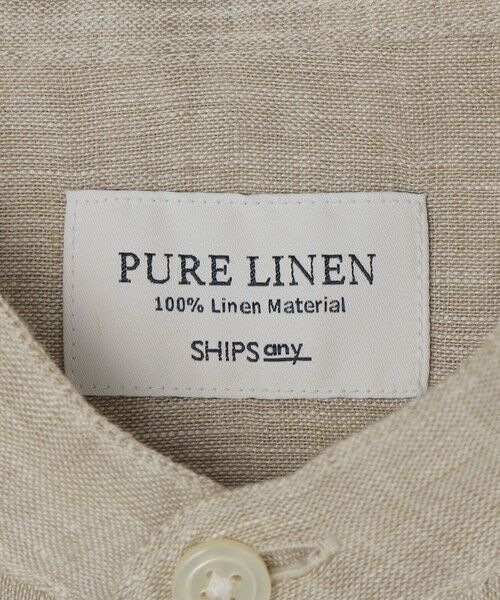 PURE LINEN
100% Linen Material
SHIPS any